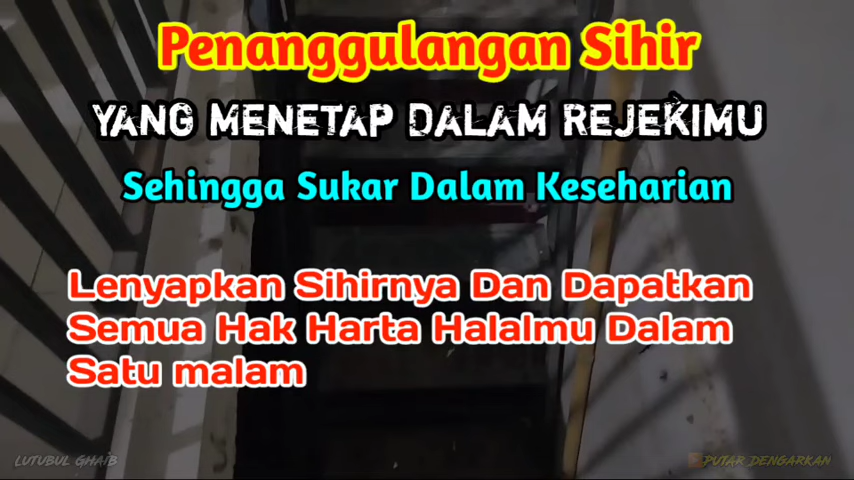 Penanggulangan Sihir
YANG MENETAP DALAM REJEKIMU
Sehingga Sukar Dalam Keseharian
Lenyapkan Sihirnya Dan Dapatkan
Semua Hak Harta Halalmu Dalam
Satu malam
LUTUBUL GHAIB
PUTAR DENGARKAN